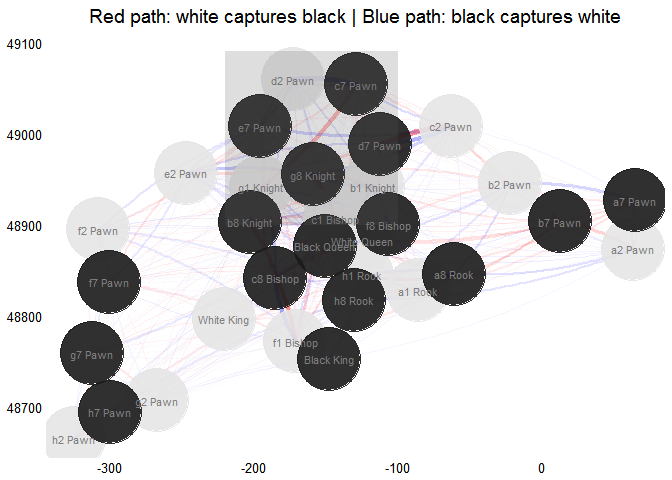 Red path: white captures black | Blue path: black captures white
49100
d2 Pawn
c7 Pawn
49000
e7 Pawn
c2 Pawn
d7 Pawn
e2 Pawn
g8 Knight
g1 Knight
b1 Knight
b2 Pawn
a7 Pawn
48900
b8 Knight
c1 Bishop
f8 Bishop
b7 Pawn
f2 Pawn
White Queen
Black Queen
a2 Pawn
f7 Pawn
c8 Bishop
h1 Rook
a8 Rook
a1 Rook
h8 Rook
48800
White King
g7 Pawn
f1 Bishop
Black King
48700
h7 Pawn
g2 Pawn
h2 Pawn
-300
-200
-100
0